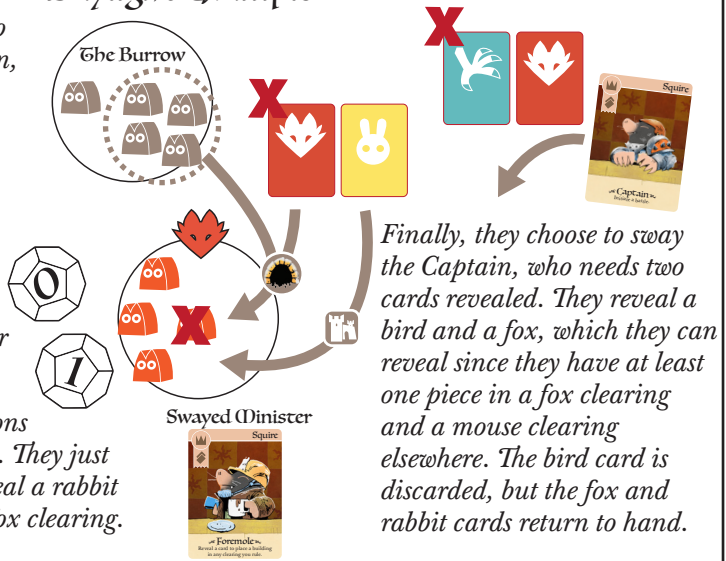 The Burrow
Squire
Captain
Become a battle.
n,
0
1
r
ons
. They just
eal a rabbit
ox clearing.
Swayed Minister
Squire
Foremole
Reveal a card to place a building
in any clearing you rule.
Finally, they choose to sway
the Captain, who needs two
cards revealed. They reveal a
bird and a fox, which they can
reveal since they have at least
one piece in a fox clearing
and a mouse clearing
elsewhere. The bird card is
discarded, but the fox and
rabbit cards return to hand.